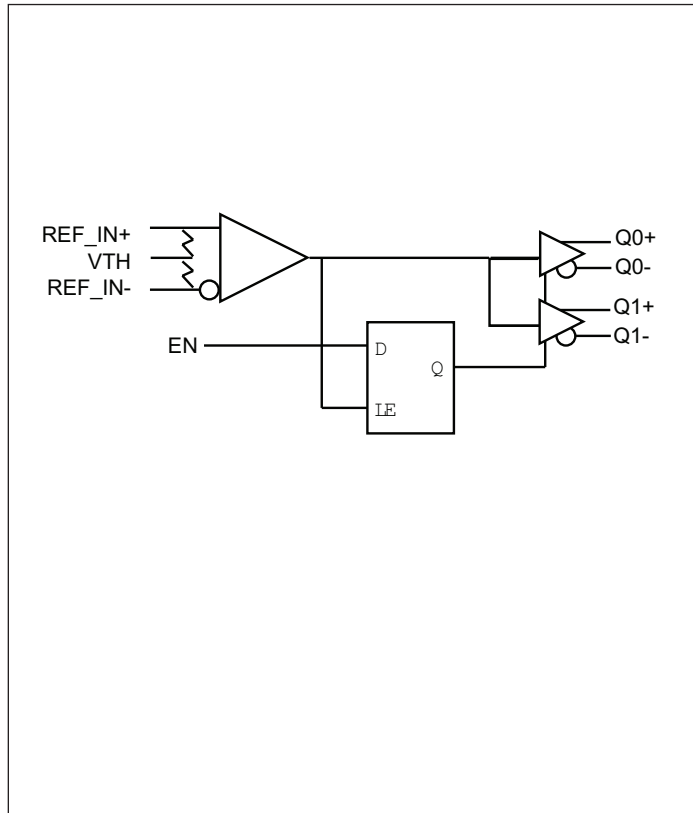 REF_IN+
VTH
REF_IN-
EN
D
LE
Q
Q0+
Q0-
Q1+
Q1-